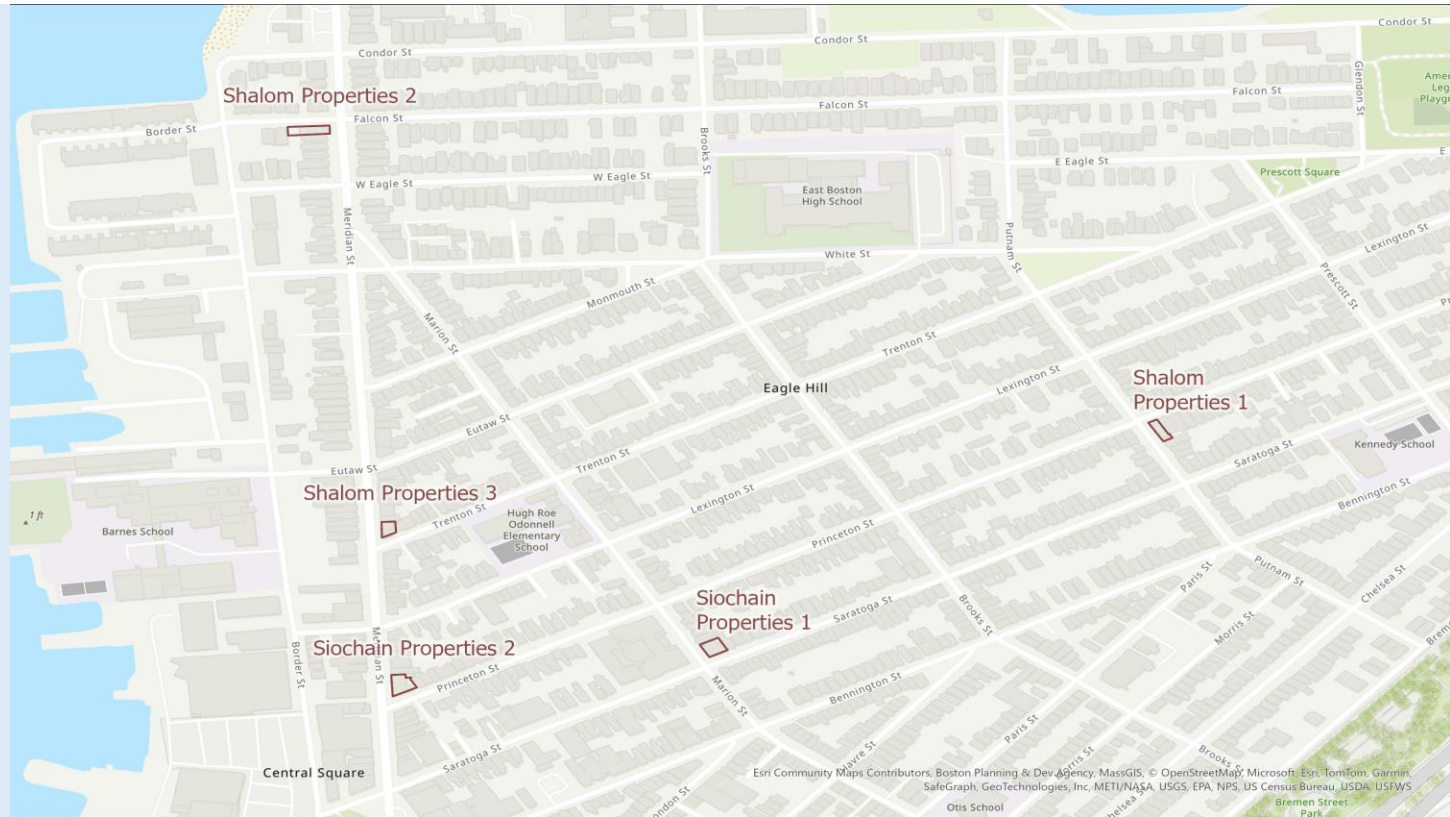 Condor St
Condor St
Condor St
Glendon St
Shalom Properties 2
Falcon St
Falcon St
Falcon St
Border St
Brooks St
W Eagle St
W Eagle St
East Boston
High School
E Eagle St
E
Prescott Square
Meridian St
Putnam St
White St
Lexington St
Prescott St
Monmouth St
Marion St
Trenton St
Eagle Hill
Lexington St
Shalom
Properties 1
Eutaw St
Eutaw St
Trenton St
Saratoga St
Kennedy School
Bennington St
Shalom Properties 3
Trenton St
Lexington St
Hugh Roe
Odonnell
Elementary
School
1 ft
Barnes School
Princeton St
Putnam St
Paris St
Chelsea St
Siochain
Properties 1
Saratoga St
Brooks St
Morris St
Siochain Properties 2
Border St
Princeton St
Marion St
Bennington St
Paris St
Saratoga St
Havre St
Brooks St
Central Square
Esri Community Maps Contributors, Boston Planning & Dev Agency, MassGIS, © OpenStreetMap, Microsoft, Esri, TomTom, Garmin,
SafeGraph, GeoTechnologies, Inc, METI/NASA, USGS, EPA, NPS, US Census Bureau, USDA, USFWS
Otis School
Bremen Street
Park